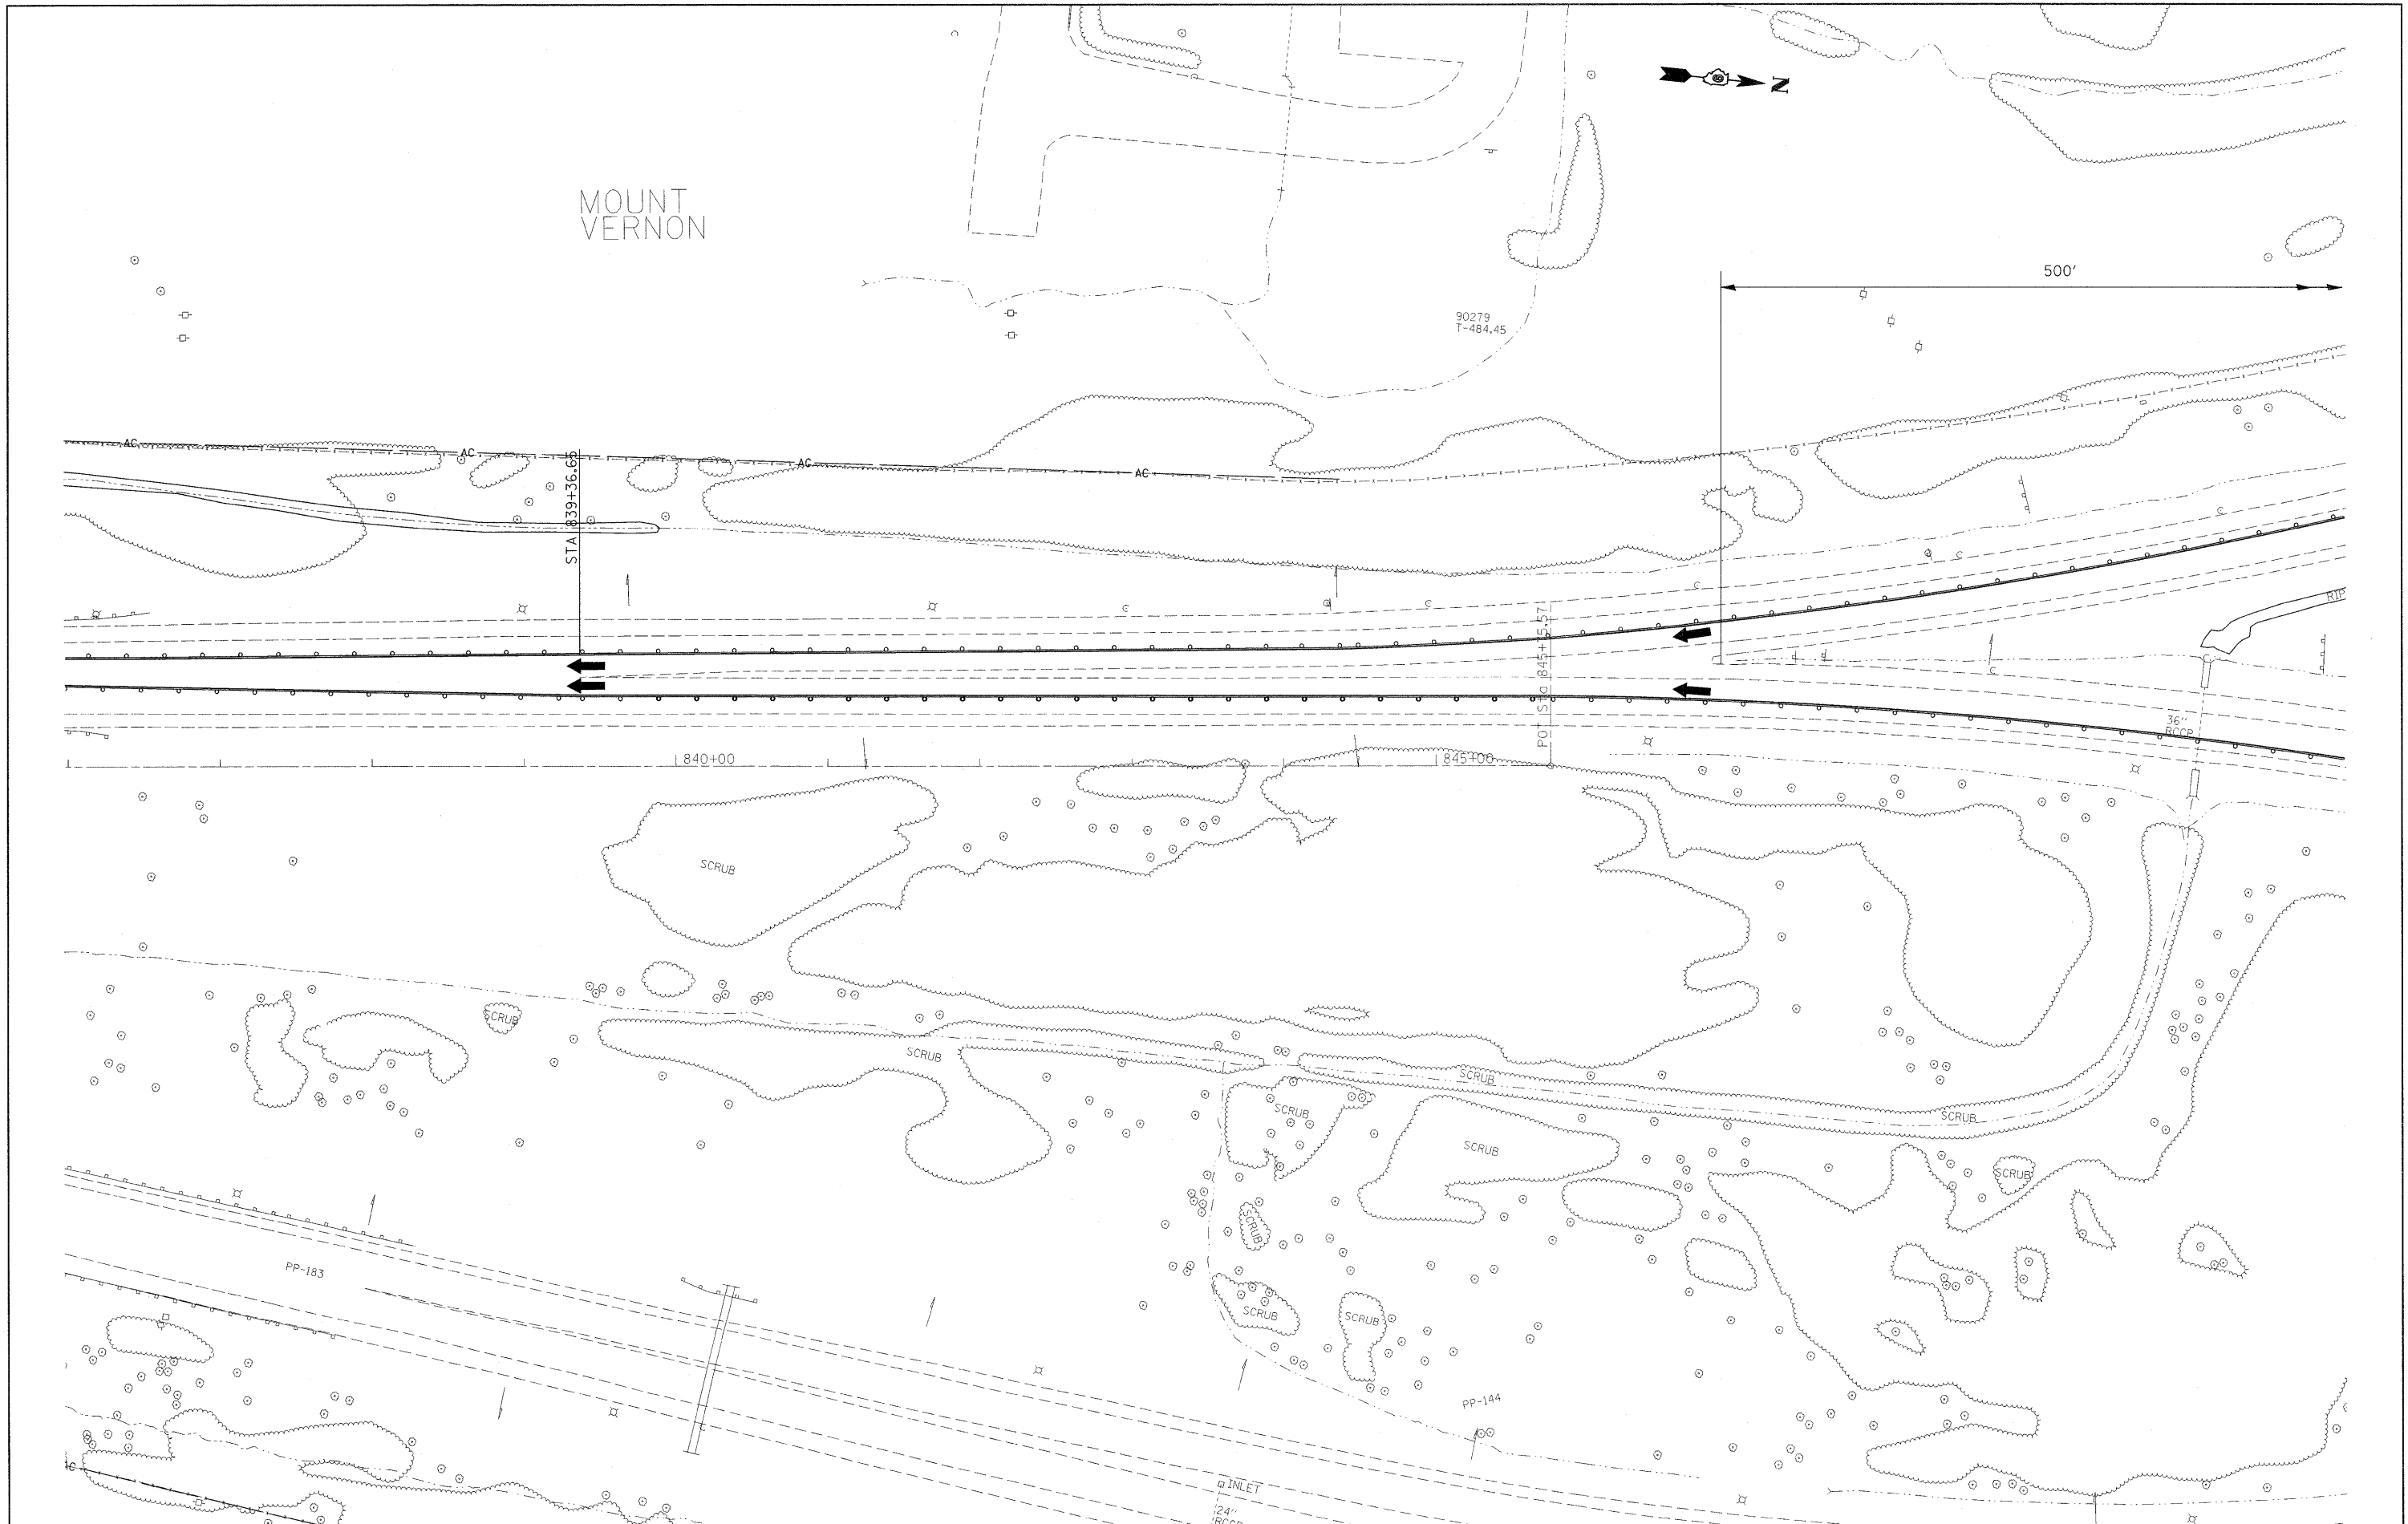 N
MOUNT
VERNON
500'
90279
T-484.45
AC
AC
AC
AC
STA 839+36.65
POT Sta 845+75.57
RIP
36"
RCCP
840+00
845+00
SCRUB
SCRUB
SCRUB
SCRUB
SCRUB
SCRUB
SCRUB
SCRUB
SCRUB
SCRUB
SCRUB
PP-183
PP-144
INLET
24"
RCCP